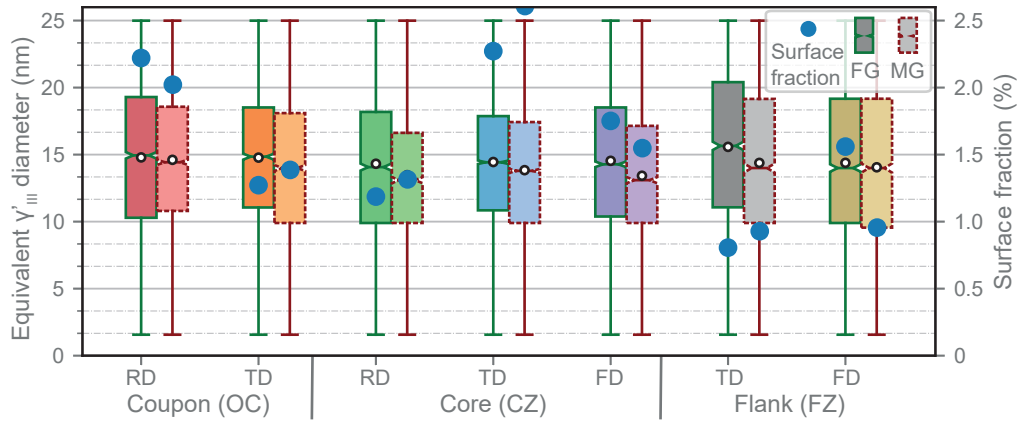 Equivalent γ'III diameter (nm)
25
20
15
10
5
0
2.5
2.0
1.5
1.0
0.5
0
Surface fraction (%)
Surface
fraction
FG
MG
RD
TD
RD
TD
FD
TD
FD
Coupon (OC)
Core (CZ)
Flank (FZ)